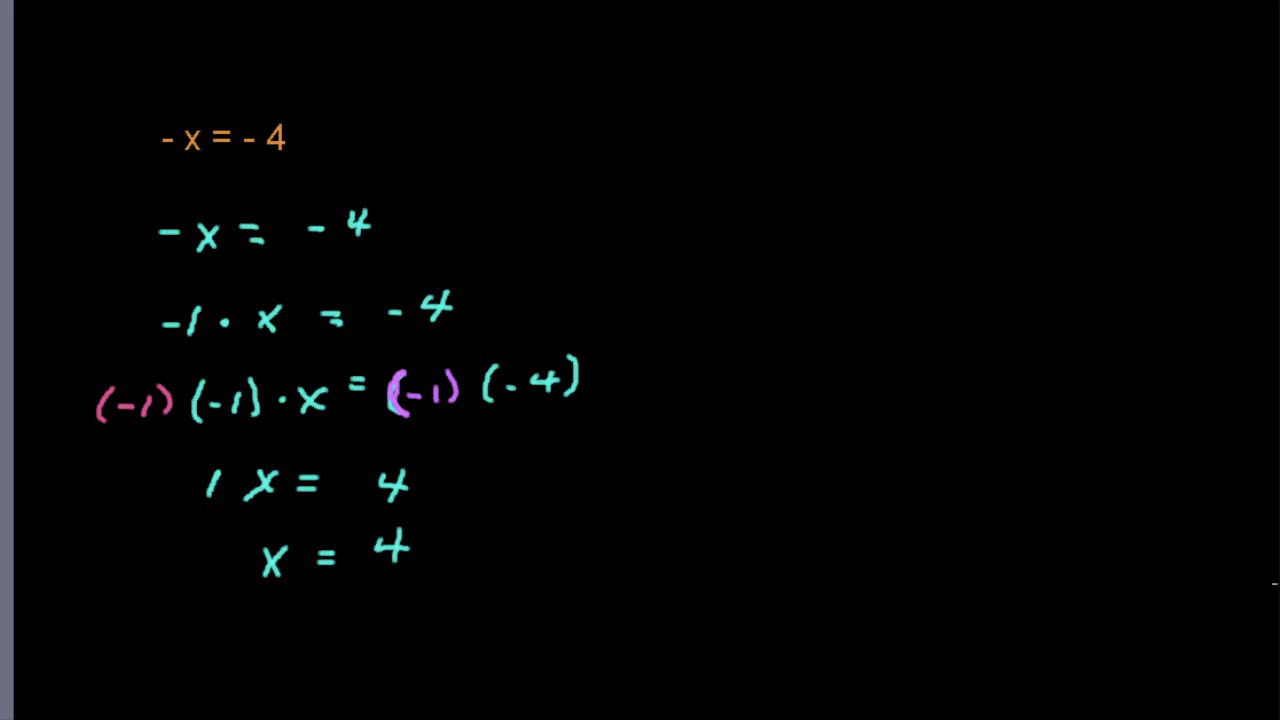 - x = - 4
- x = - 4
-1 · x = - 4
(-1) (-1) · x = (-1) (-4)
1 x = 4
x = 4